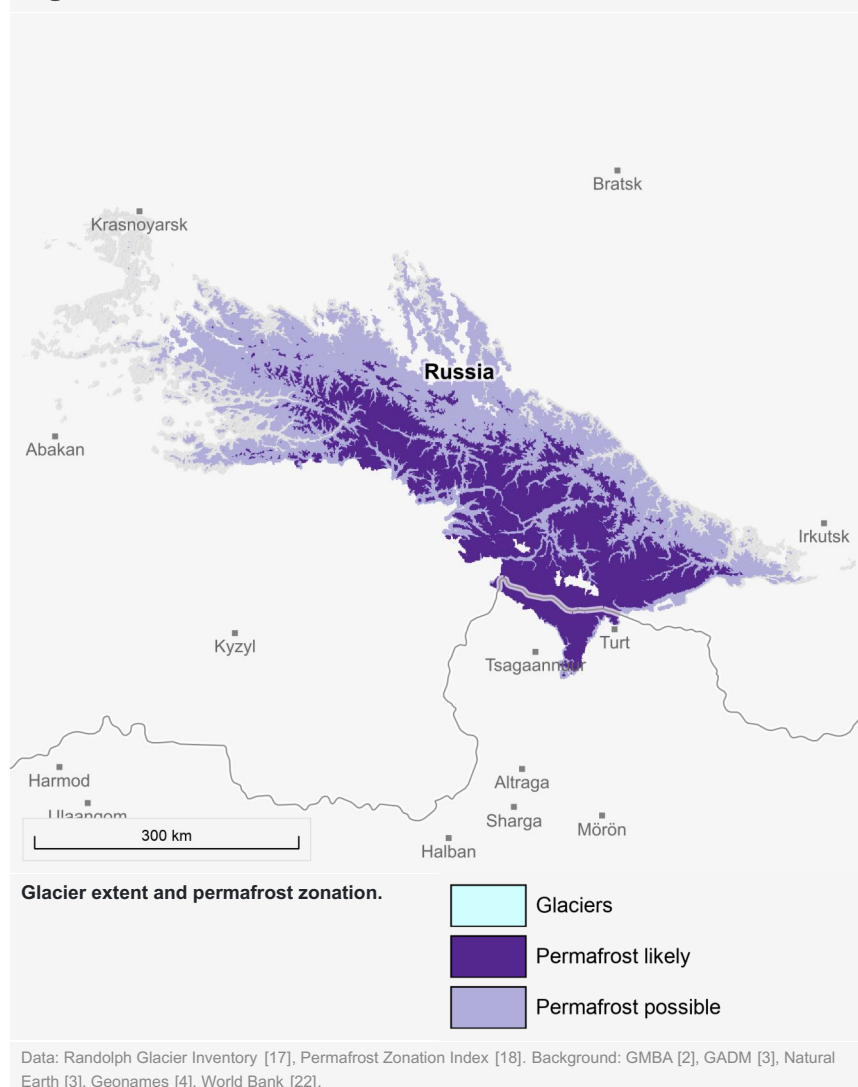 Bratsk
Krasnoyarsk
Russia
Abakan
Irkutsk
Kyzyl
Turt
Tsagaannuur
Harmod
Altraga
Ulaangom
Sharga
Mörön
300 km
Halban
Glacier extent and permafrost zonation.
Glaciers
Permafrost likely
Permafrost possible
Data: Randolph Glacier Inventory [17], Permafrost Zonation Index [18]. Background: GMBA [2], GADM [3], Natural
Earth [3], Geonames [4], World Bank [22].